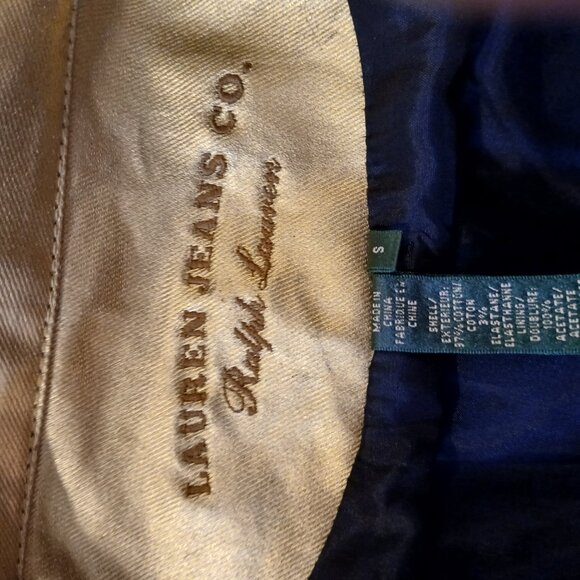 LAUREN JEANS CO.
Ralph Lauren
S
MADE IN
CHINA
FABRIQUE EN
CHINE
SHELL/
EXTERIEUR:
97% COTTON/
COTON
3%
ELASTANE/
ELASTHANNE
LINING/
DOUBLURE:
100%
ACETATE/
ACETATE